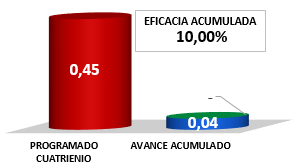 EFICACIA ACUMULADA
10,00%
0,45
-
0,04
PROGRAMADO
CUATRIENIO
AVANCE ACUMULADO